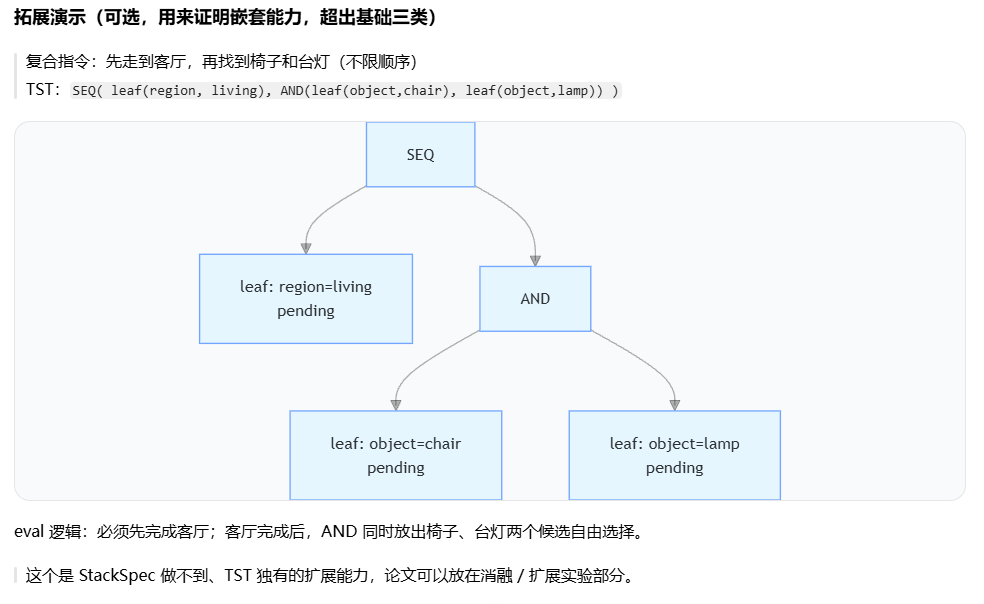 拓展演示（可选，用来证明嵌套能力，超出基础三类）
复合指令：先走到客厅，再找到椅子和台灯（不限顺序）
TST：SEQ( leaf(region, living), AND(leaf(object,chair), leaf(object,lamp)) )
SEQ
leaf: region=living
pending
AND
leaf: object=chair
pending
leaf: object=lamp
pending
eval 逻辑：必须先完成客厅；客厅完成后，AND 同时放出椅子、台灯两个候选自由选择。
这个是 StackSpec 做不到、TST 独有的扩展能力，论文可以放在消融 / 扩展实验部分。